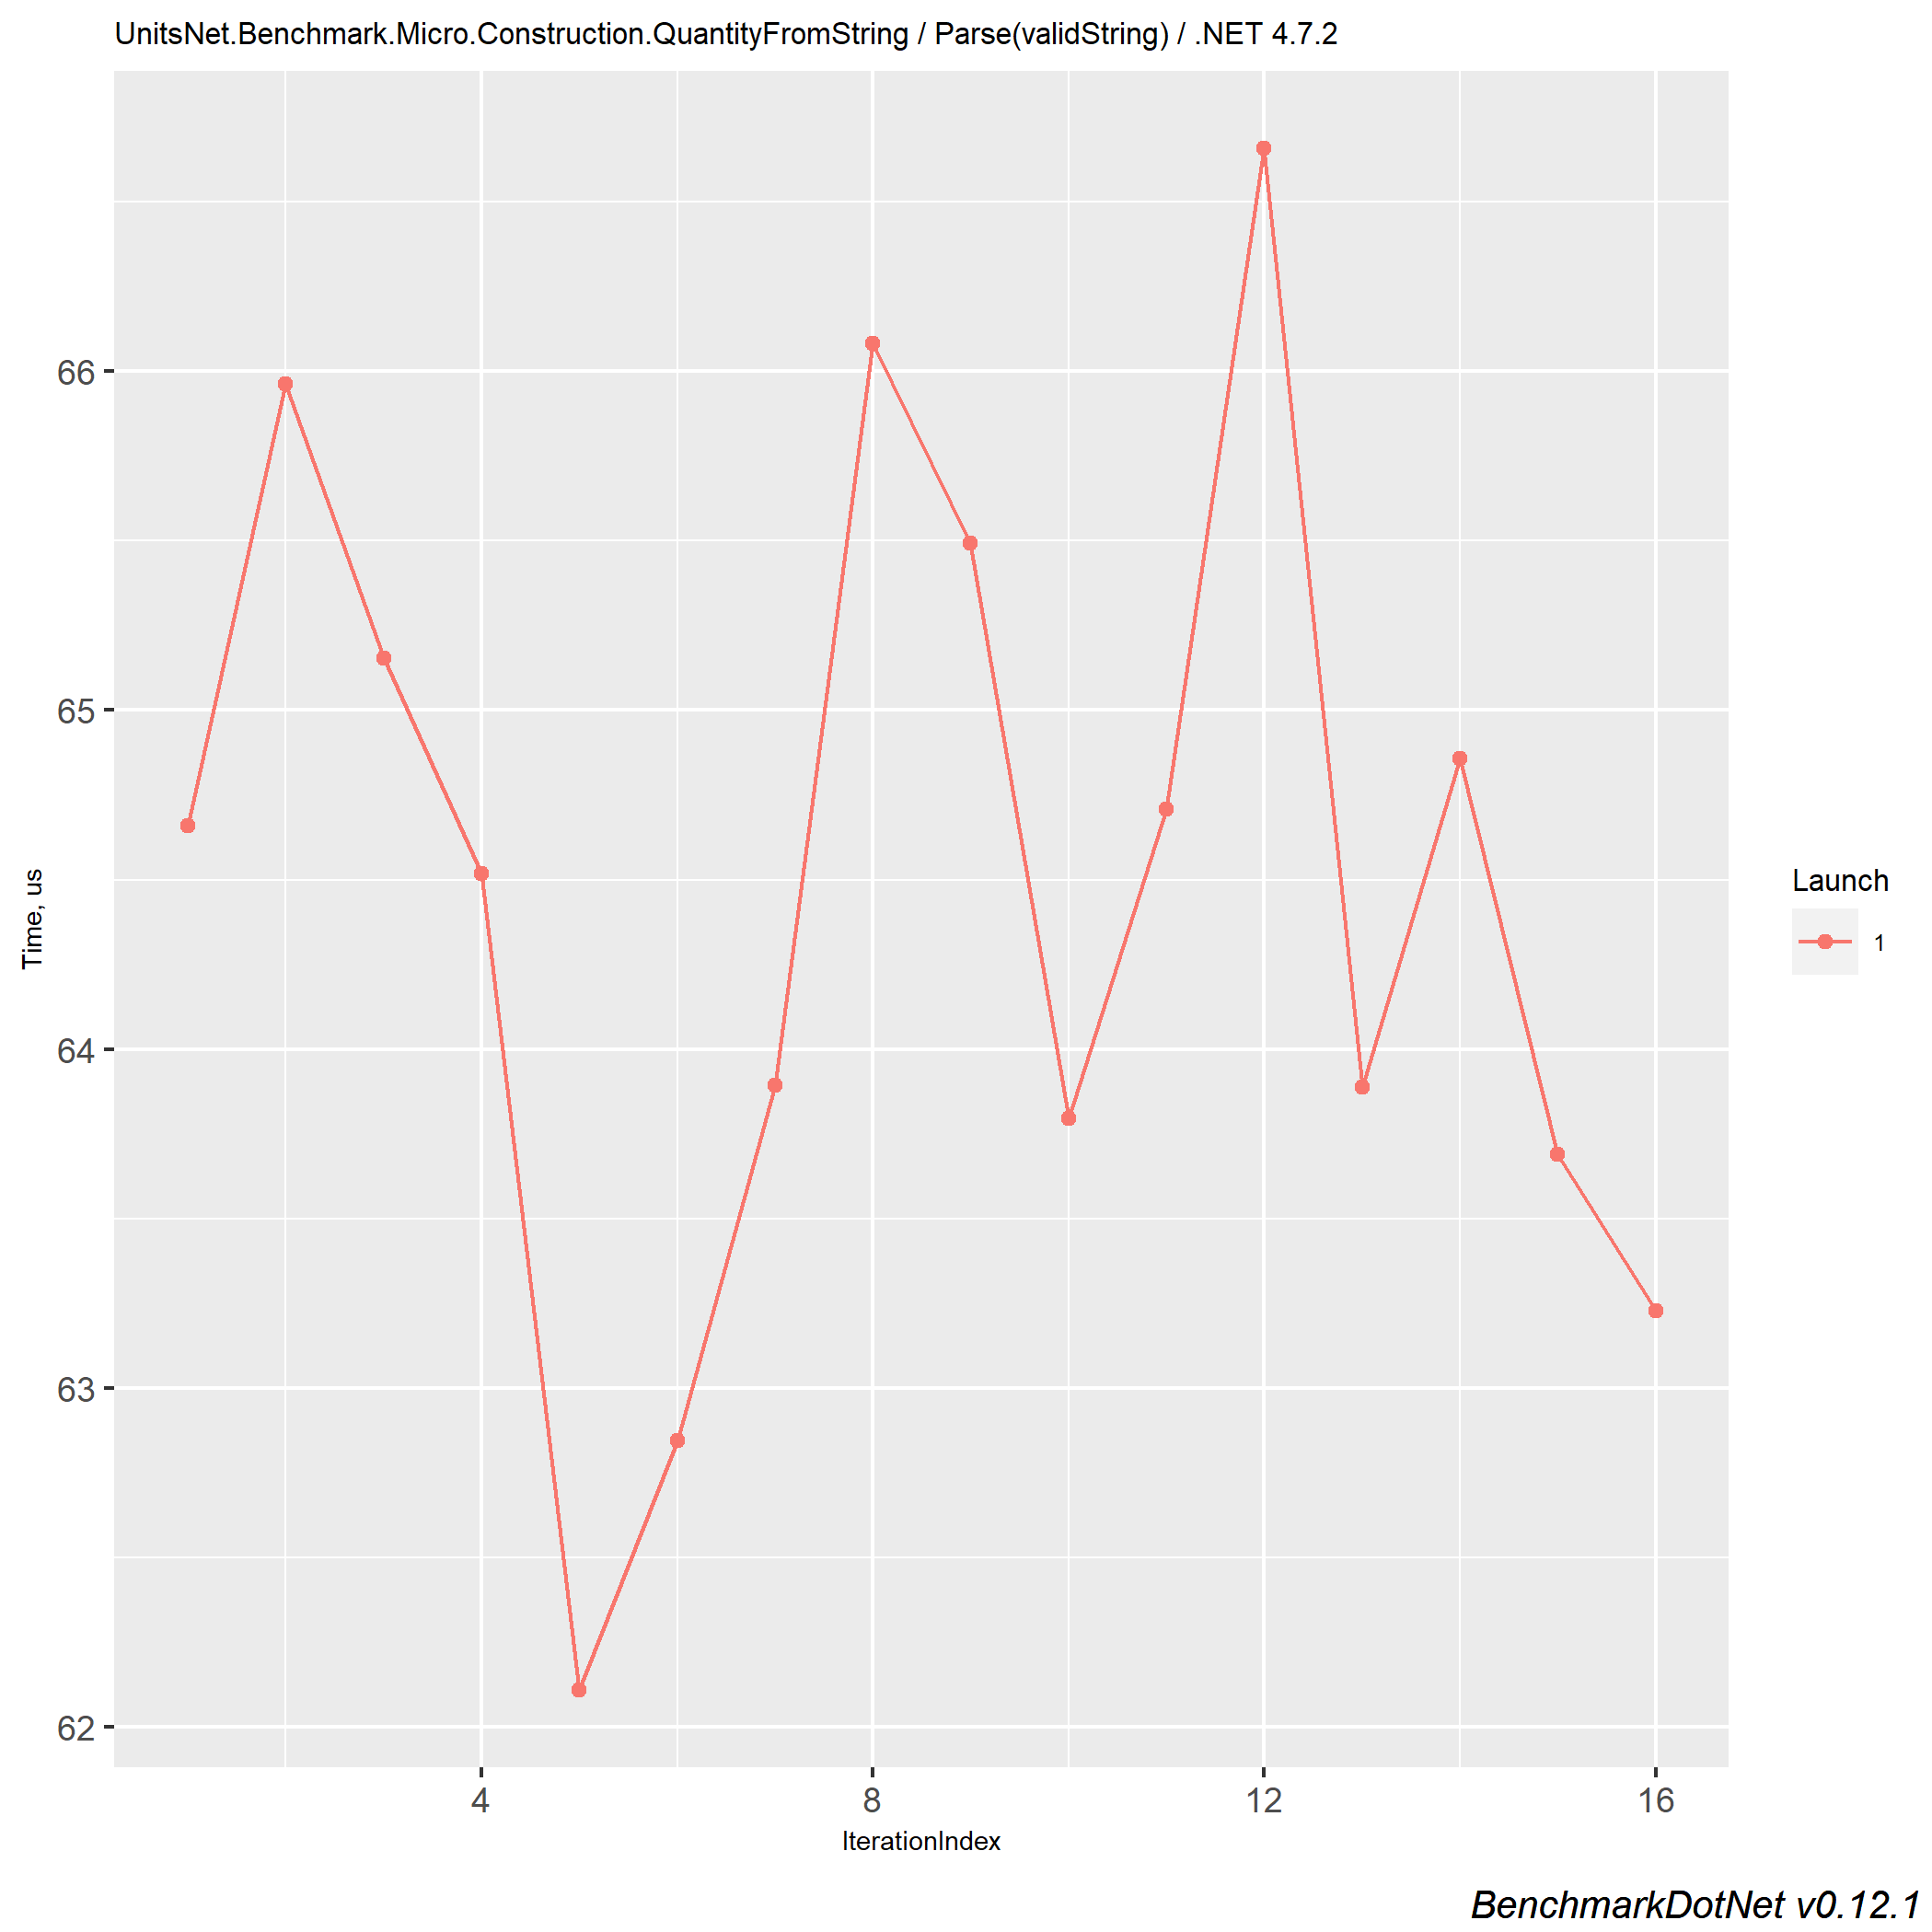 UnitsNet.Benchmark.Micro.Construction.QuantityFromString / Parse(validString) / .NET 4.7.2
66
65
64
63
62
Time, us
4 8 12 16
IterationIndex
Launch
1
BenchmarkDotNet v0.12.1